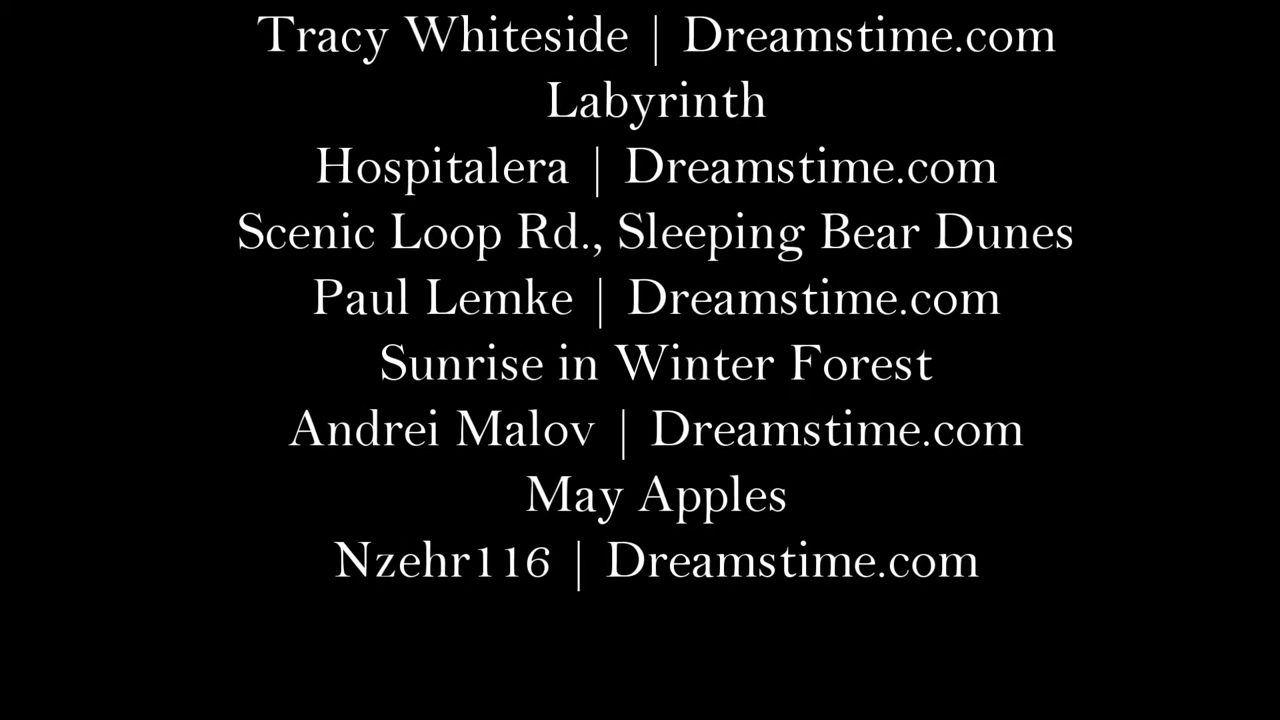 Tracy Whiteside | Dreamstime.com
Labyrinth
Hospitalera | Dreamstime.com
Scenic Loop Rd., Sleeping Bear Dunes
Paul Lemke | Dreamstime.com
Sunrise in Winter Forest
Andrei Malov | Dreamstime.com
May Apples
Nzehr116 | Dreamstime.com